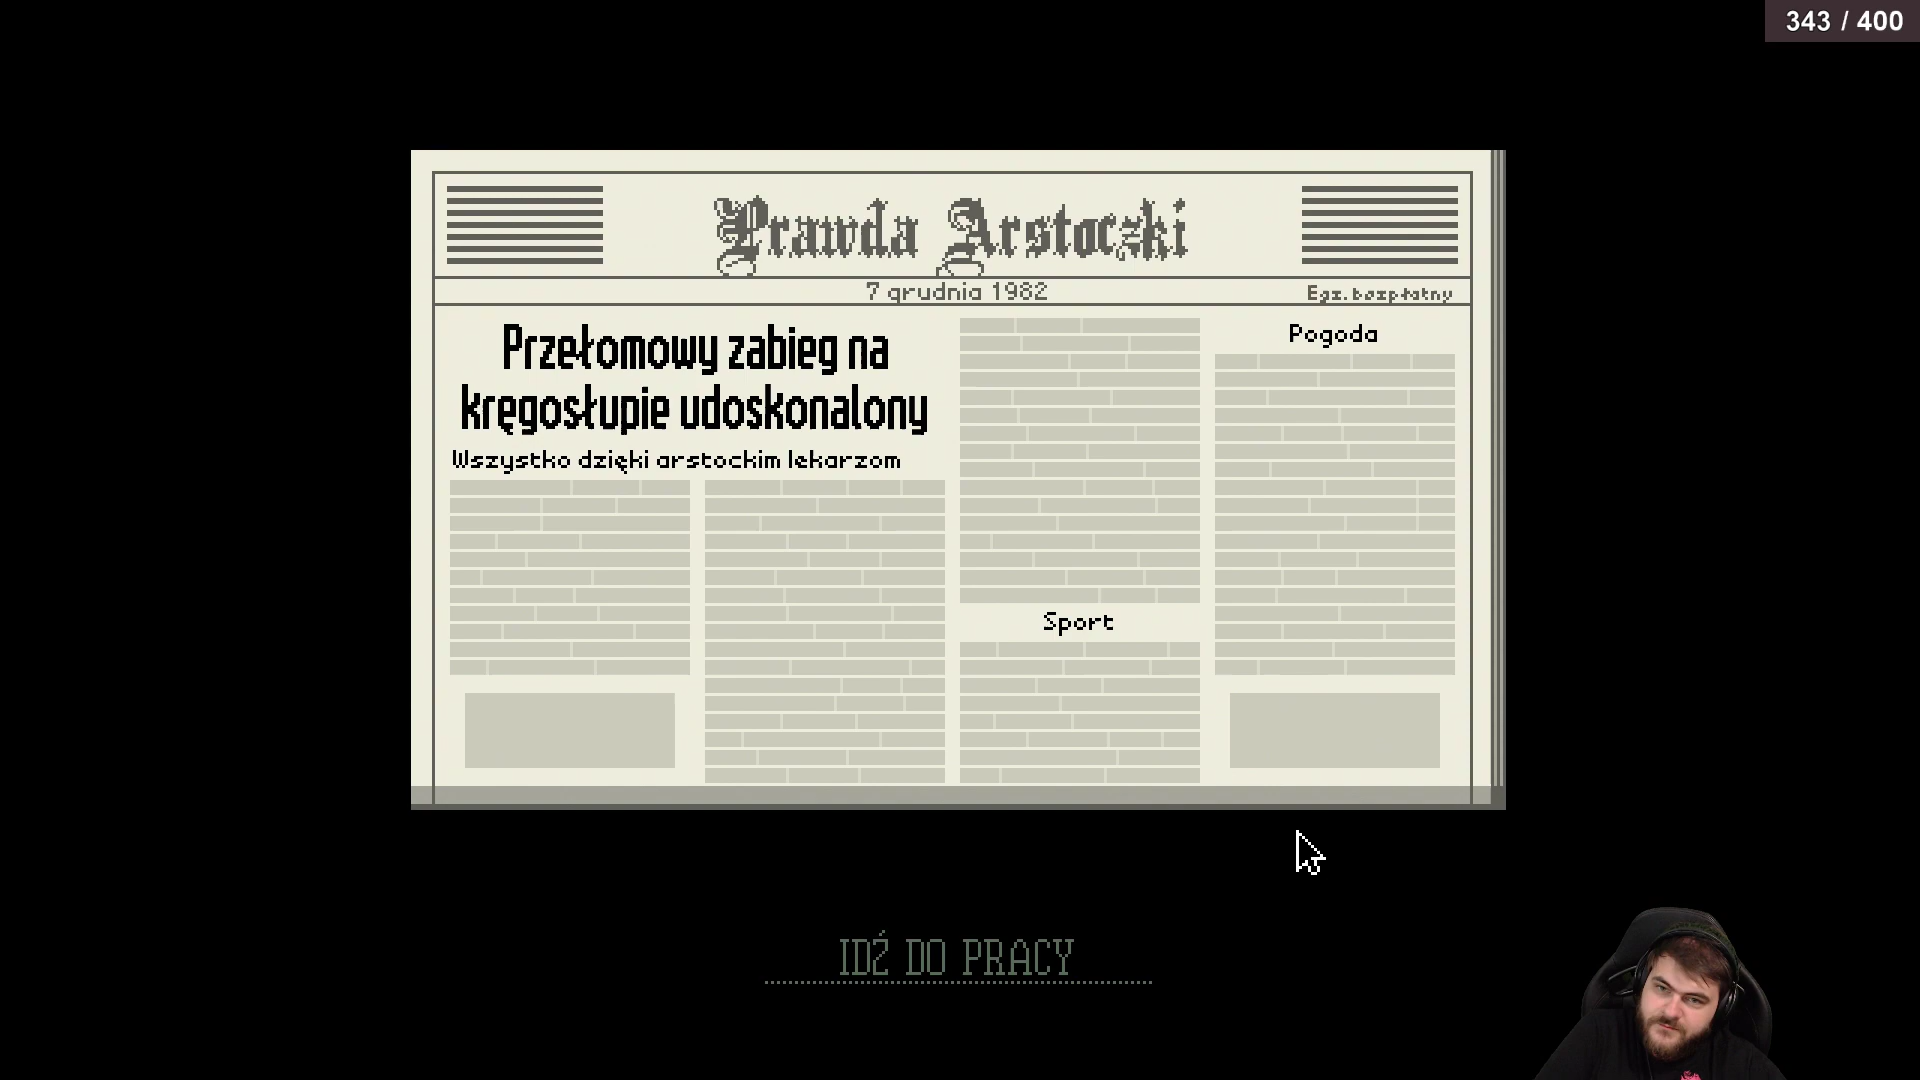 343 / 400
Prawda Arstoczki
7 grudnia 1982
Egz. bezpłatny
Przełomowy zabieg na
kręgosłupie udoskonalony
Wszystko dzięki arstockim lekarzom
Sport
Pogoda
IDŹ DO PRACY